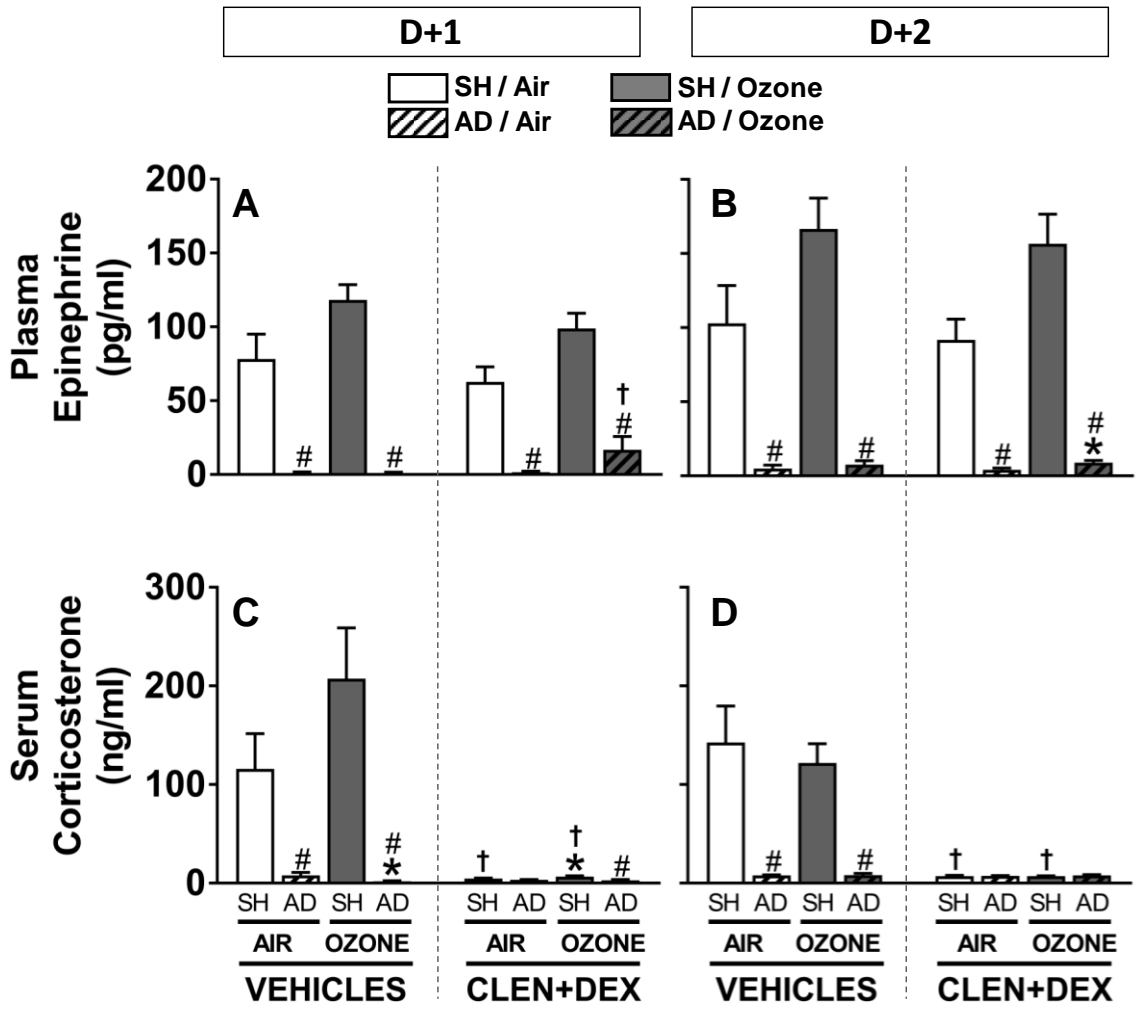 D+1
D+2
SH / Air
SH / Ozone
AD / Air
AD / Ozone
Plasma
Epinephrine
(pg/ml)
200
150
100
50
0
A
#
#
#
†
#
B
#
#
#
#
*
Serum
Corticosterone
(ng/ml)
300
200
100
0
C
#
#
*
†
†
*
#
D
#
#
†
†
SH AD SH AD SH AD SH AD SH AD SH AD SH AD SH AD
AIR OZONE AIR OZONE AIR OZONE AIR OZONE
VEHICLES CLEN+DEX VEHICLES CLEN+DEX